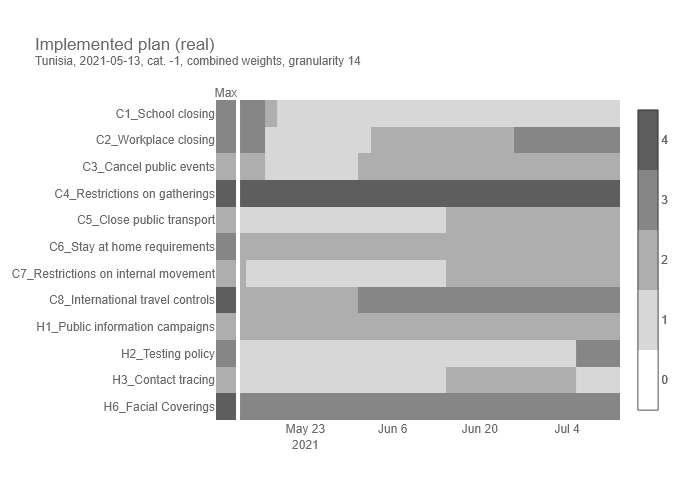 Implemented plan (real)
Tunisia, 2021-05-13, cat. -1, combined weights, granularity 14
Max
C1_School closing
C2_Workplace closing
C3_Cancel public events
C4_Restrictions on gatherings
C5_Close public transport
C6_Stay at home requirements
C7_Restrictions on internal movement
C8_International travel controls
H1_Public information campaigns
H2_Testing policy
H3_Contact tracing
H6_Facial Coverings
May 23 Jun 6 Jun 20 Jul 4
2021
4
3
2
1
0